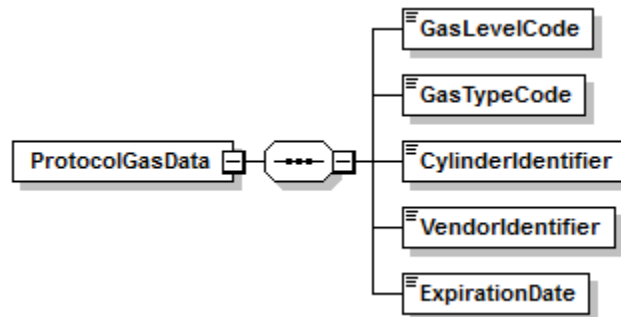 GasLevelCode
GasTypeCode
ProtocolGasData
CylinderIdentifier
VendorIdentifier
ExpirationDate